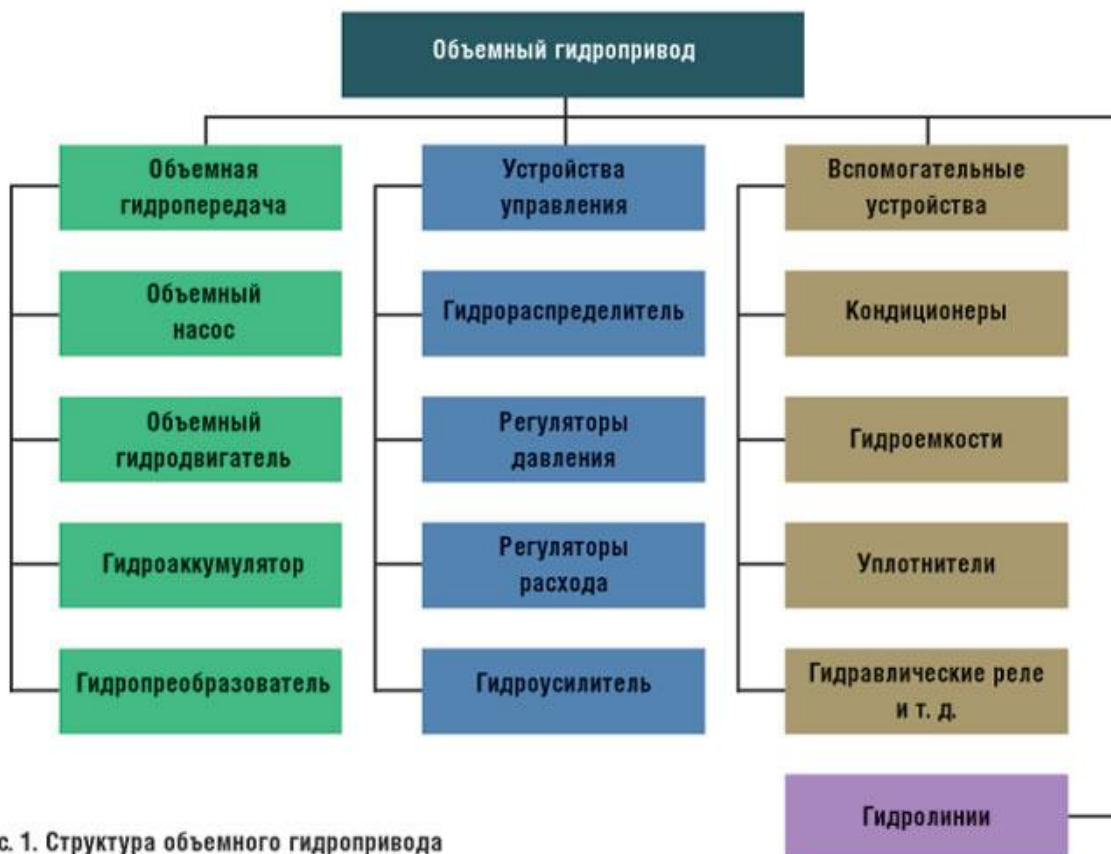 Объемный гидропривод
Объемная
гидропередача
Объемный
насос
Объемный
гидродвигатель
Гидроаккумулятор
Гидропреобразователь
Устройства
управления
Гидрораспределитель
Регуляторы
давления
Регуляторы
расхода
Гидроусилитель
Вспомогательные
устройства
Кондиционеры
Гидроемкости
Уплотнители
Гидравлические реле
и т. д.
Гидролинии
с. 1. Структура объемного гидропривода